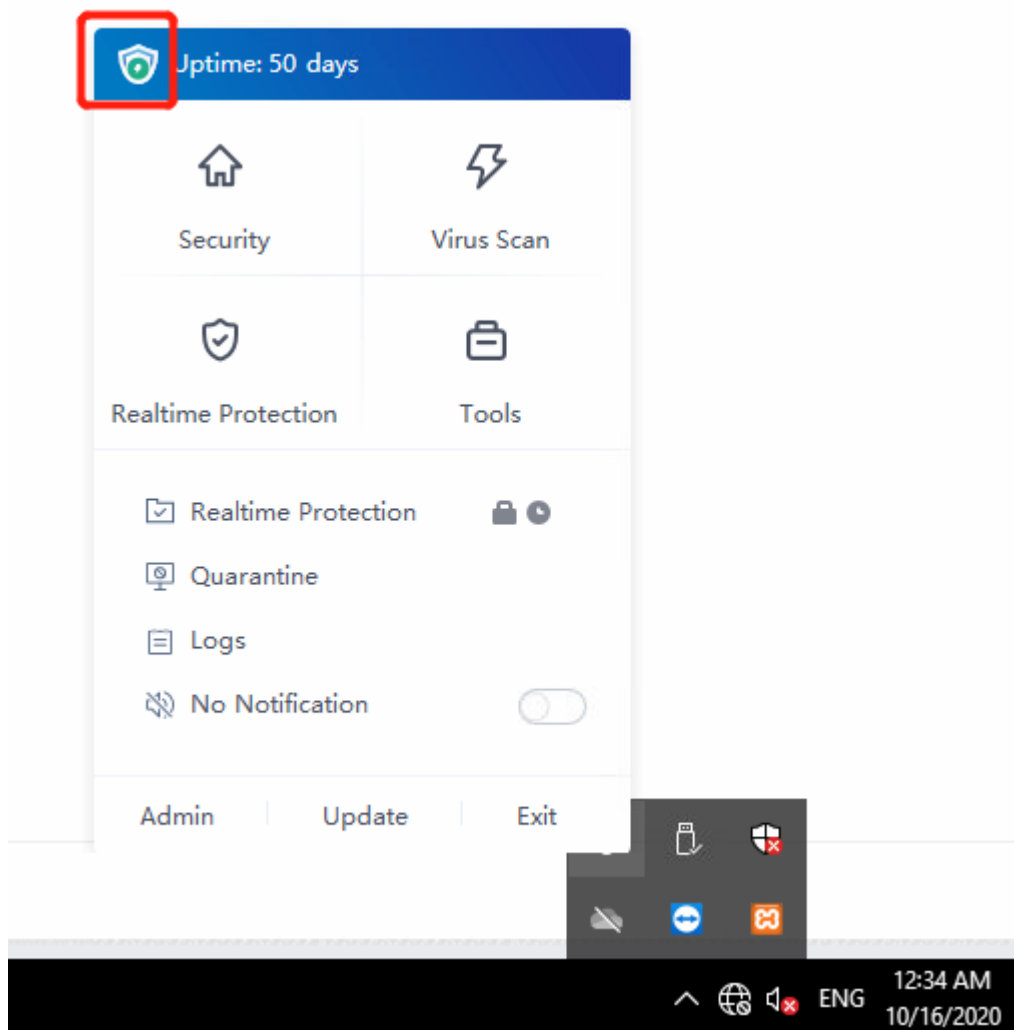 Uptime: 50 days
Security
Virus Scan
Realtime Protection
Tools
Realtime Protection
Quarantine
Logs
No Notification
Admin
Update
Exit
ENG
12:34 AM
10/16/2020